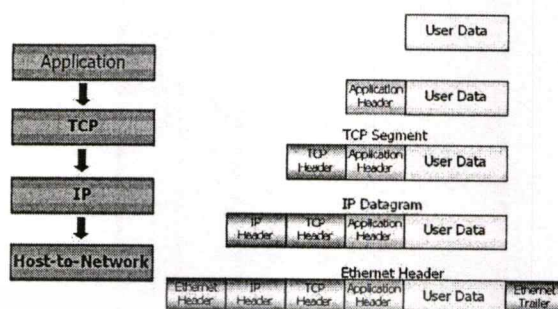 User Data
Application
Application Header User Data
TCP Segment
TCP
TCP Header Application Header User Data
IP Datagram
IP
IP Header TCP Header Application Header User Data
Host-to-Network
Ethernet Header
Ethernet Header IP Header TCP Header Application Header User Data Ethernet Trailer